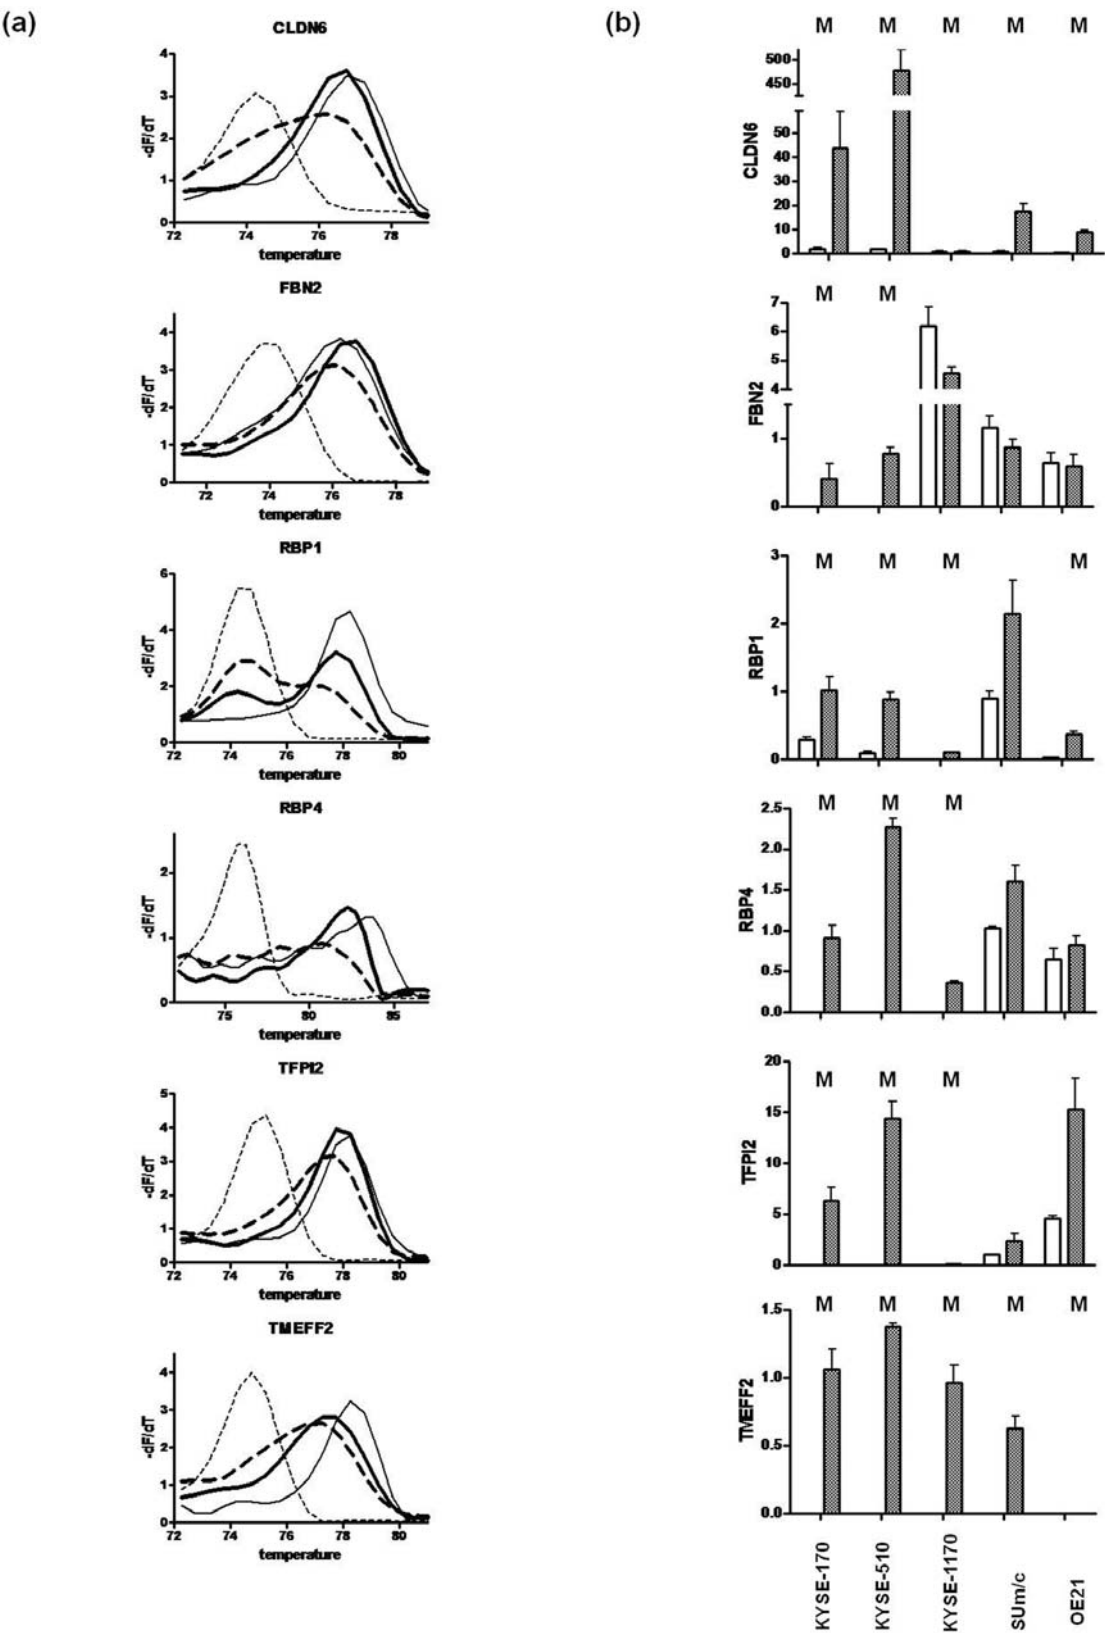 (a)
CLDN6
4
3
2
1
0
-dF/dT
72 74 76 78
temperature
FBN2
4
3
2
1
0
-dF/dT
72 74 76 78
temperature
RBP1
6
4
2
0
-dF/dT
72 74 76 78 80
temperature
RBP4
2
1
0
-dF/dT
75 80 85
temperature
TFPI2
5
4
3
2
1
0
-dF/dT
72 74 76 78 80
temperature
TMEFF2
4
3
2
1
0
-dF/dT
72 74 76 78 80
temperature
(b)
M M M M M
500
450
50
40
30
20
10
0
CLDN6
M M
7
6
5
4
1
0
FBN2
M M M M
3
2
1
0
RBP1
M M M
2.5
2.0
1.5
1.0
0.5
0.0
RBP4
M M M
20
15
10
5
0
TFPI2
M M M M M
1.5
1.0
0.5
0.0
TMEFF2
KYSE-170
KYSE-510
KYSE-1170
SUm/c
OE21